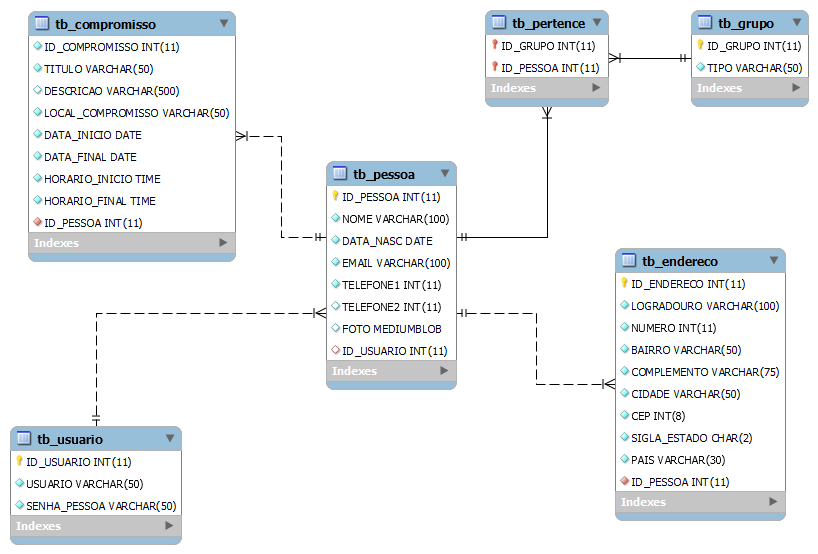 tb_compromisso
ID_COMPROMISSO INT(11)
TITULO VARCHAR(50)
DESCRICAO VARCHAR(500)
LOCAL_COMPROMISSO VARCHAR(50)
DATA_INICIO DATE
DATA_FINAL DATE
HORARIO_INICIO TIME
HORARIO_FINAL TIME
ID_PESSOA INT(11)
Indexes
tb_pertence
ID_GRUPO INT(11)
ID_PESSOA INT(11)
Indexes
tb_grupo
ID_GRUPO INT(11)
TIPO VARCHAR(50)
Indexes
tb_pessoa
ID_PESSOA INT(11)
NOME VARCHAR(100)
DATA_NASC DATE
EMAIL VARCHAR(100)
TELEFONE1 INT(11)
TELEFONE2 INT(11)
FOTO MEDIUMBLOB
ID_USUARIO INT(11)
Indexes
tb_endereco
ID_ENDERECO INT(11)
LOGRADOURO VARCHAR(100)
NUMERO INT(11)
BAIRRO VARCHAR(50)
COMPLEMENTO VARCHAR(75)
CIDADE VARCHAR(50)
CEP INT(8)
SIGLA_ESTADO CHAR(2)
PAIS VARCHAR(30)
ID_PESSOA INT(11)
Indexes
tb_usuario
ID_USUARIO INT(11)
USUARIO VARCHAR(50)
SENHA_PESSOA VARCHAR(50)
Indexes